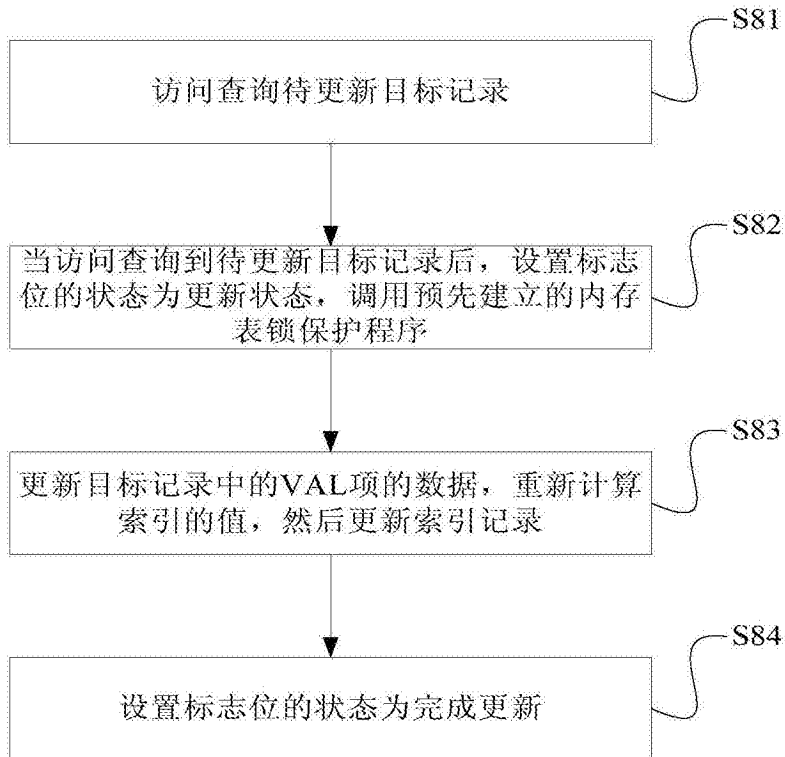 S81
访问查询待更新目标记录
S82
当访问查询到待更新目标记录后，设置标志
位的状态为更新状态，调用预先建立的内存
表锁保护程序
S83
更新目标记录中的VAL项的数据，重新计算
索引的值，然后更新索引记录
S84
设置标志位的状态为完成更新